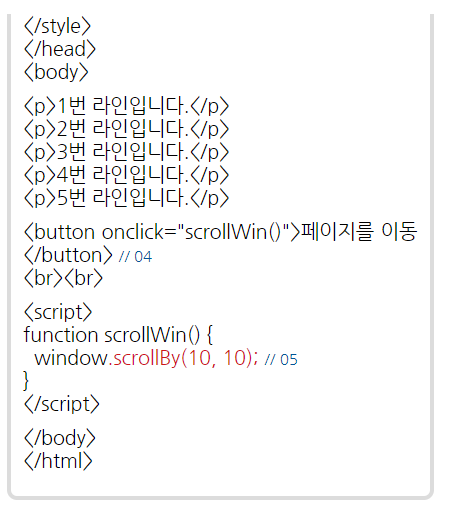 </style>
</head>
<body>
<p>1번 라인입니다.</p>
<p>2번 라인입니다.</p>
<p>3번 라인입니다.</p>
<p>4번 라인입니다.</p>
<p>5번 라인입니다.</p>
<button onclick="scrollWin()">페이지를 이동
</button> // 04
<br><br>
<script>
function scrollWin() {
  window.scrollBy(10, 10); // 05
}
</script>
</body>
</html>